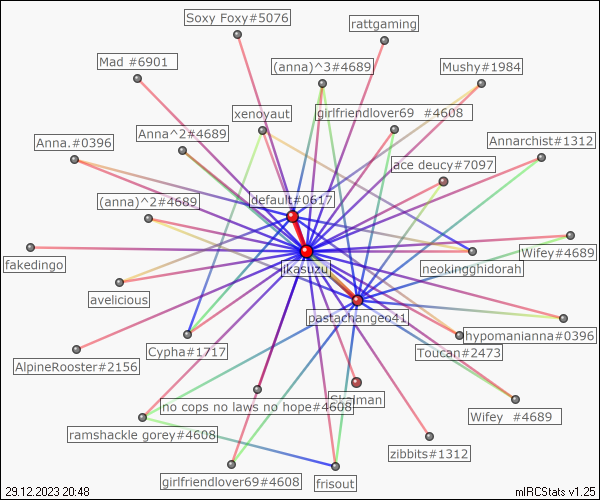 Soxy Foxy#5076
rattgaming
Mad #6901
(anna)^3#4689
Mushy#1984
xenoyaut
girlfriendlover69 #4608
Anna^2#4689
Anna.#0396
Annarchist#1312
ace deucy#7097
(anna)^2#4689
default#0617
Wifey#4689
fakedingo
ikasuzu
neokingghidorah
avelicious
pastachangeo41
hypomanianna#0396
Cypha#1717
Toucan#2473
AlpineRooster#2156
Skalman
no cops no laws no hope#4608
Wifey #4689
ramshackle gorey#4608
zibbits#1312
girlfriendlover69#4608
frisout
29.12.2023 20:48
mIRCStats v1.25